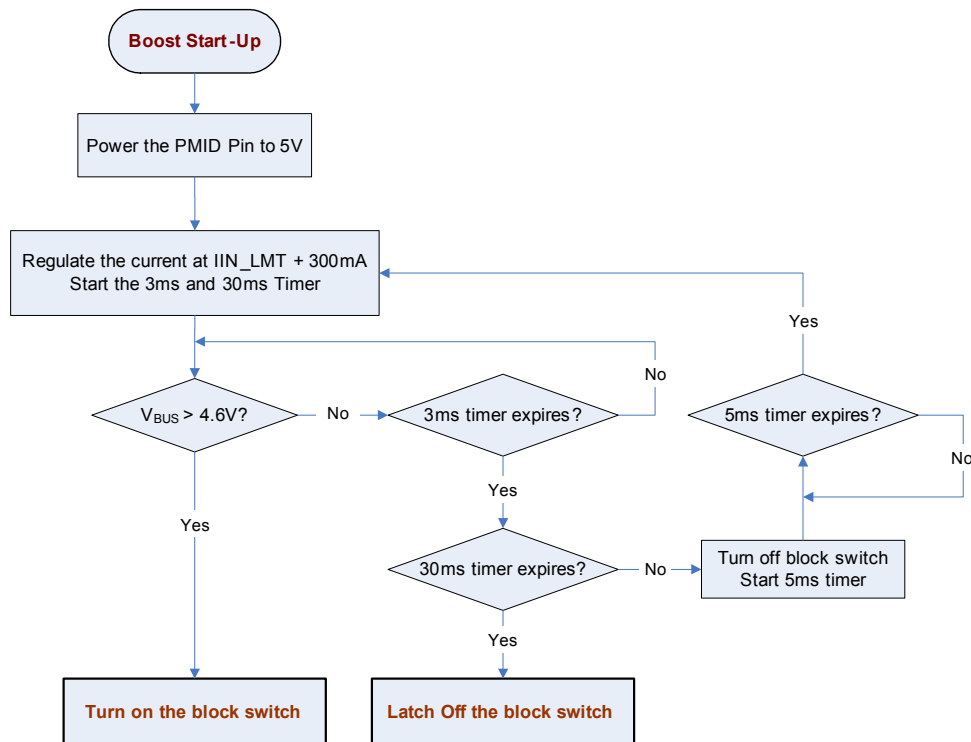 Boost Start-Up
Power the PMID Pin to 5V
Regulate the current at IIN_LMT + 300mA
Start the 3ms and 30ms Timer
Yes
No
VBUS > 4.6V?
No
3ms timer expires?
5ms timer expires?
No
Yes
Yes
30ms timer expires?
No
Turn off block switch
Start 5ms timer
Yes
Turn on the block switch
Latch Off the block switch